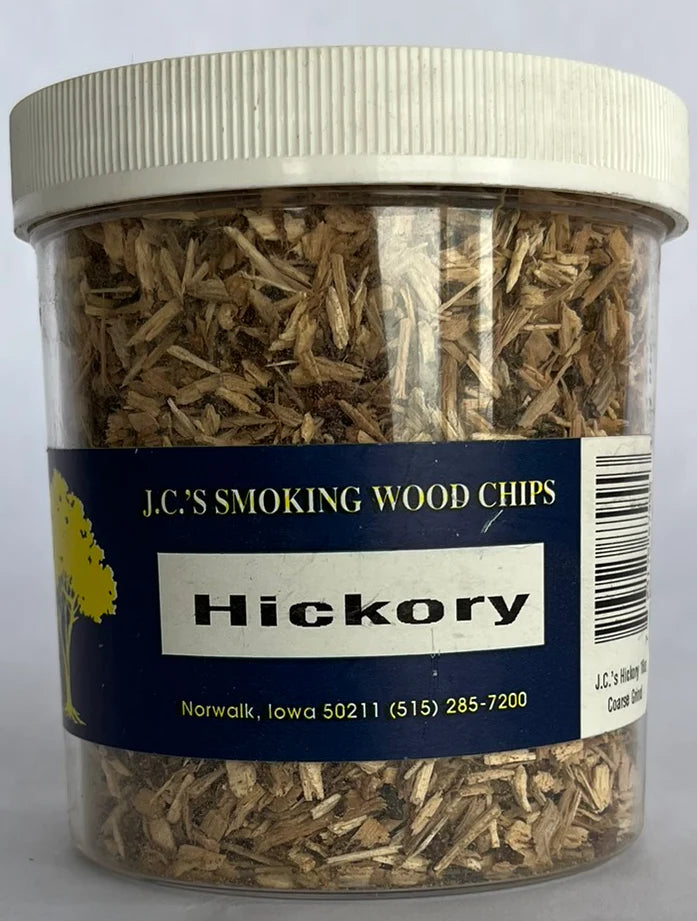 J.C.'S SMOKING WOOD CHIPS
Hickory
Norwalk, Iowa 50211 (515) 285-7200
J.C.'s Hickory
Coarse Grind